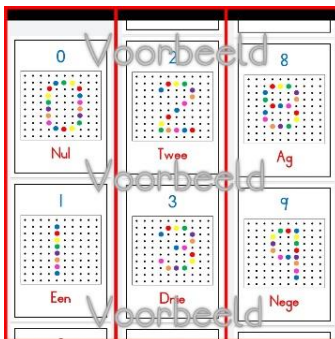 0
2
8
Voorbeeld
Nul
Twee
Ag
Voorbeeld
1
3
9
Een
Drie
Nege
Voorbeeld